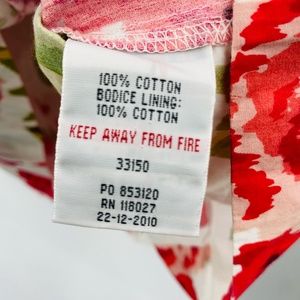 100% COTTON
BODICE LINING:
100% COTTON
KEEP AWAY FROM FIRE
33150
PO 853120
RN 118027
22-12-2010